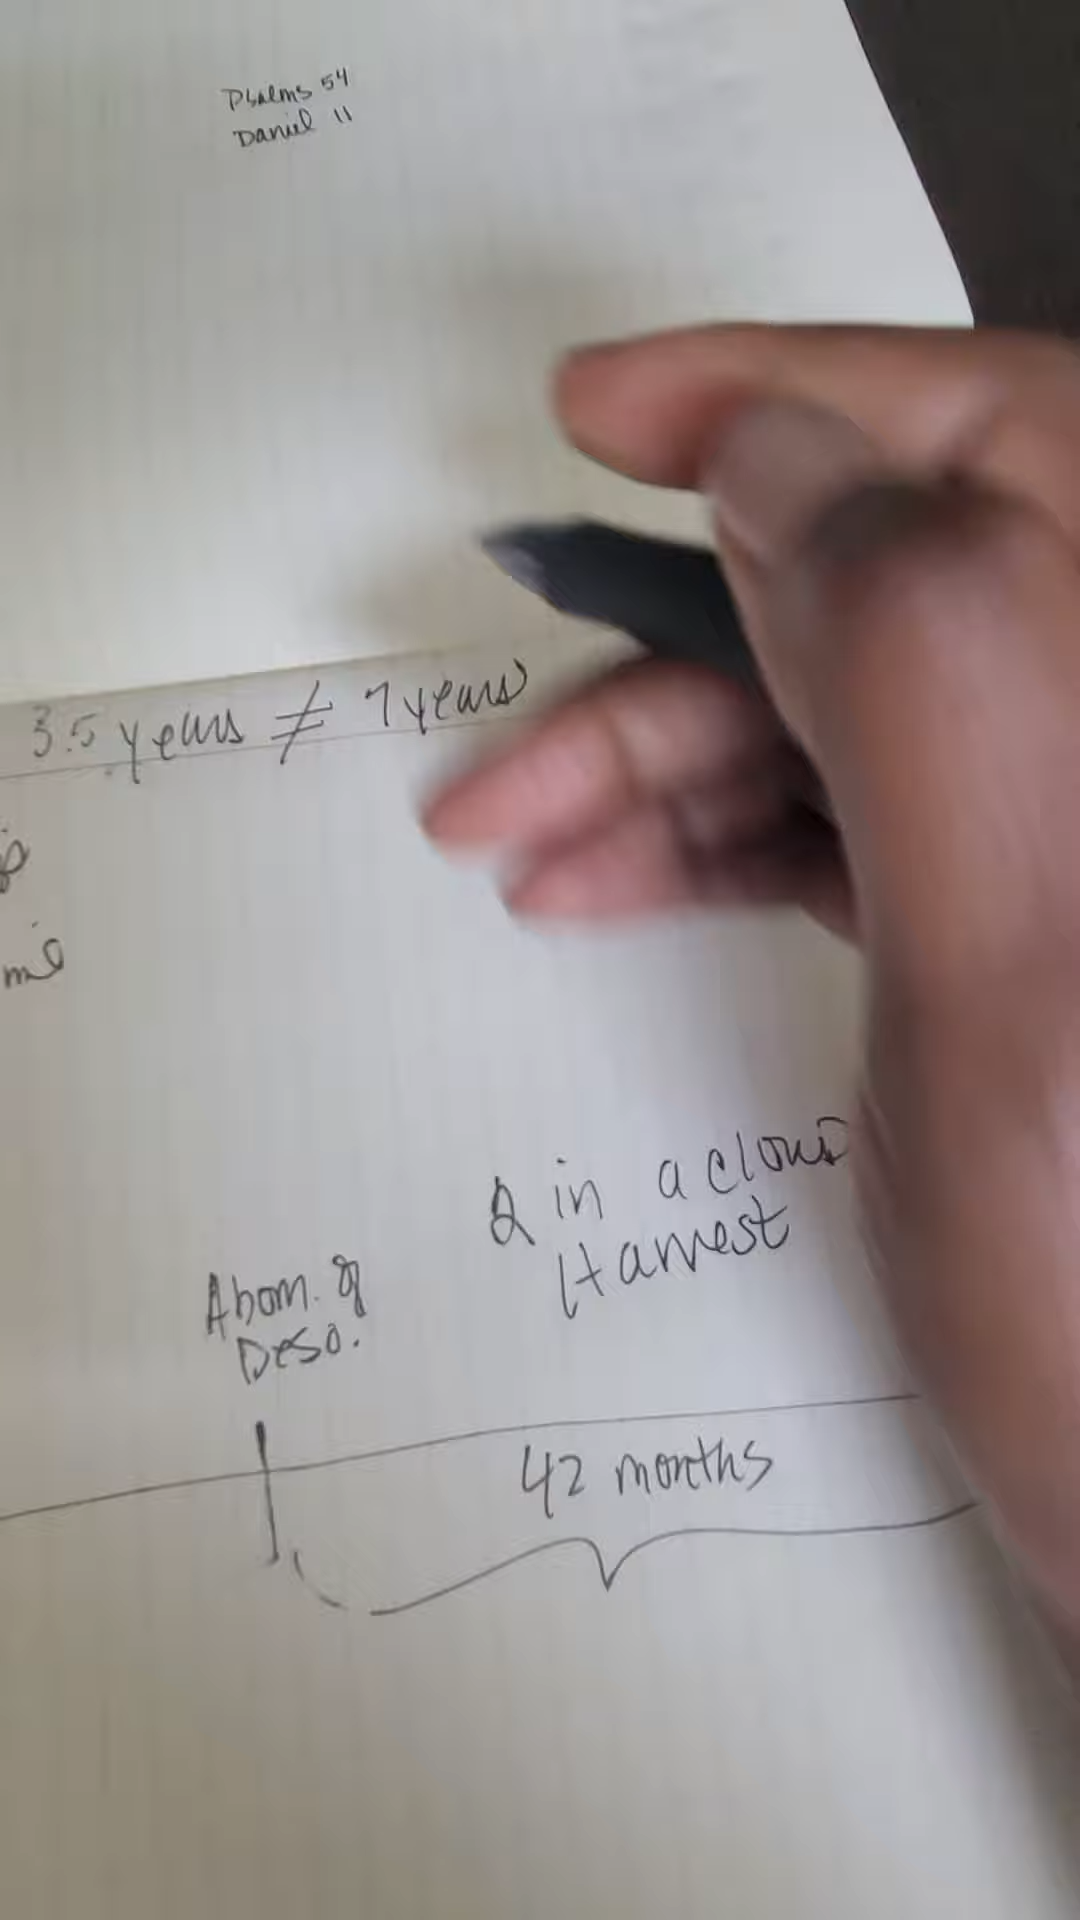 Psalms 54
Daniel 11
3.5 years ≠ 7 years
in a cloud
Harvest
Abom. of
Deso.
42 months